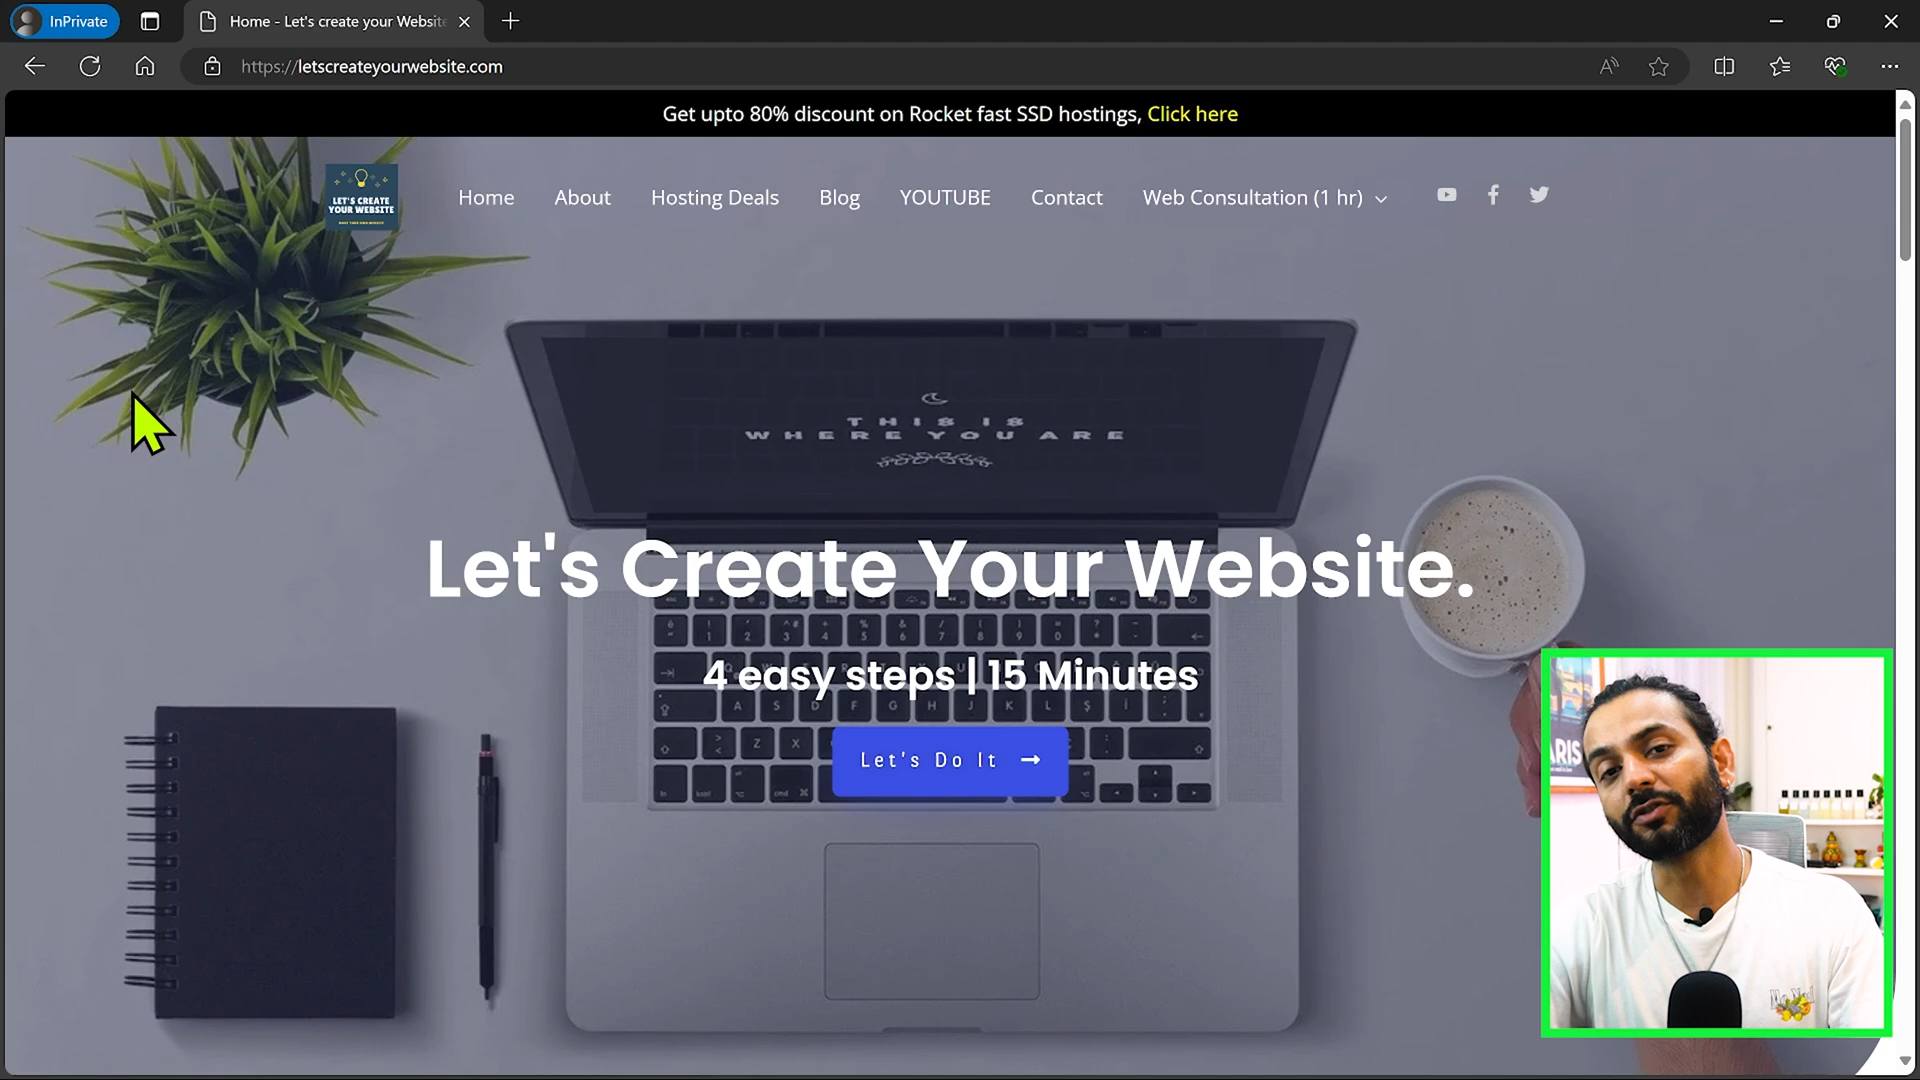 InPrivate
Home - Let's create your Website
https://letscreateyourwebsite.com
Get upto 80% discount on Rocket fast SSD hostings, Click here
LET'S CREATE
YOUR WEBSITE
Home
About
Hosting Deals
Blog
YOUTUBE
Contact
Web Consultation (1 hr)
THIS IS
WHERE YOU ARE
Let's Create Your Website.
4 easy steps | 15 Minutes
Let's Do It
ARIS